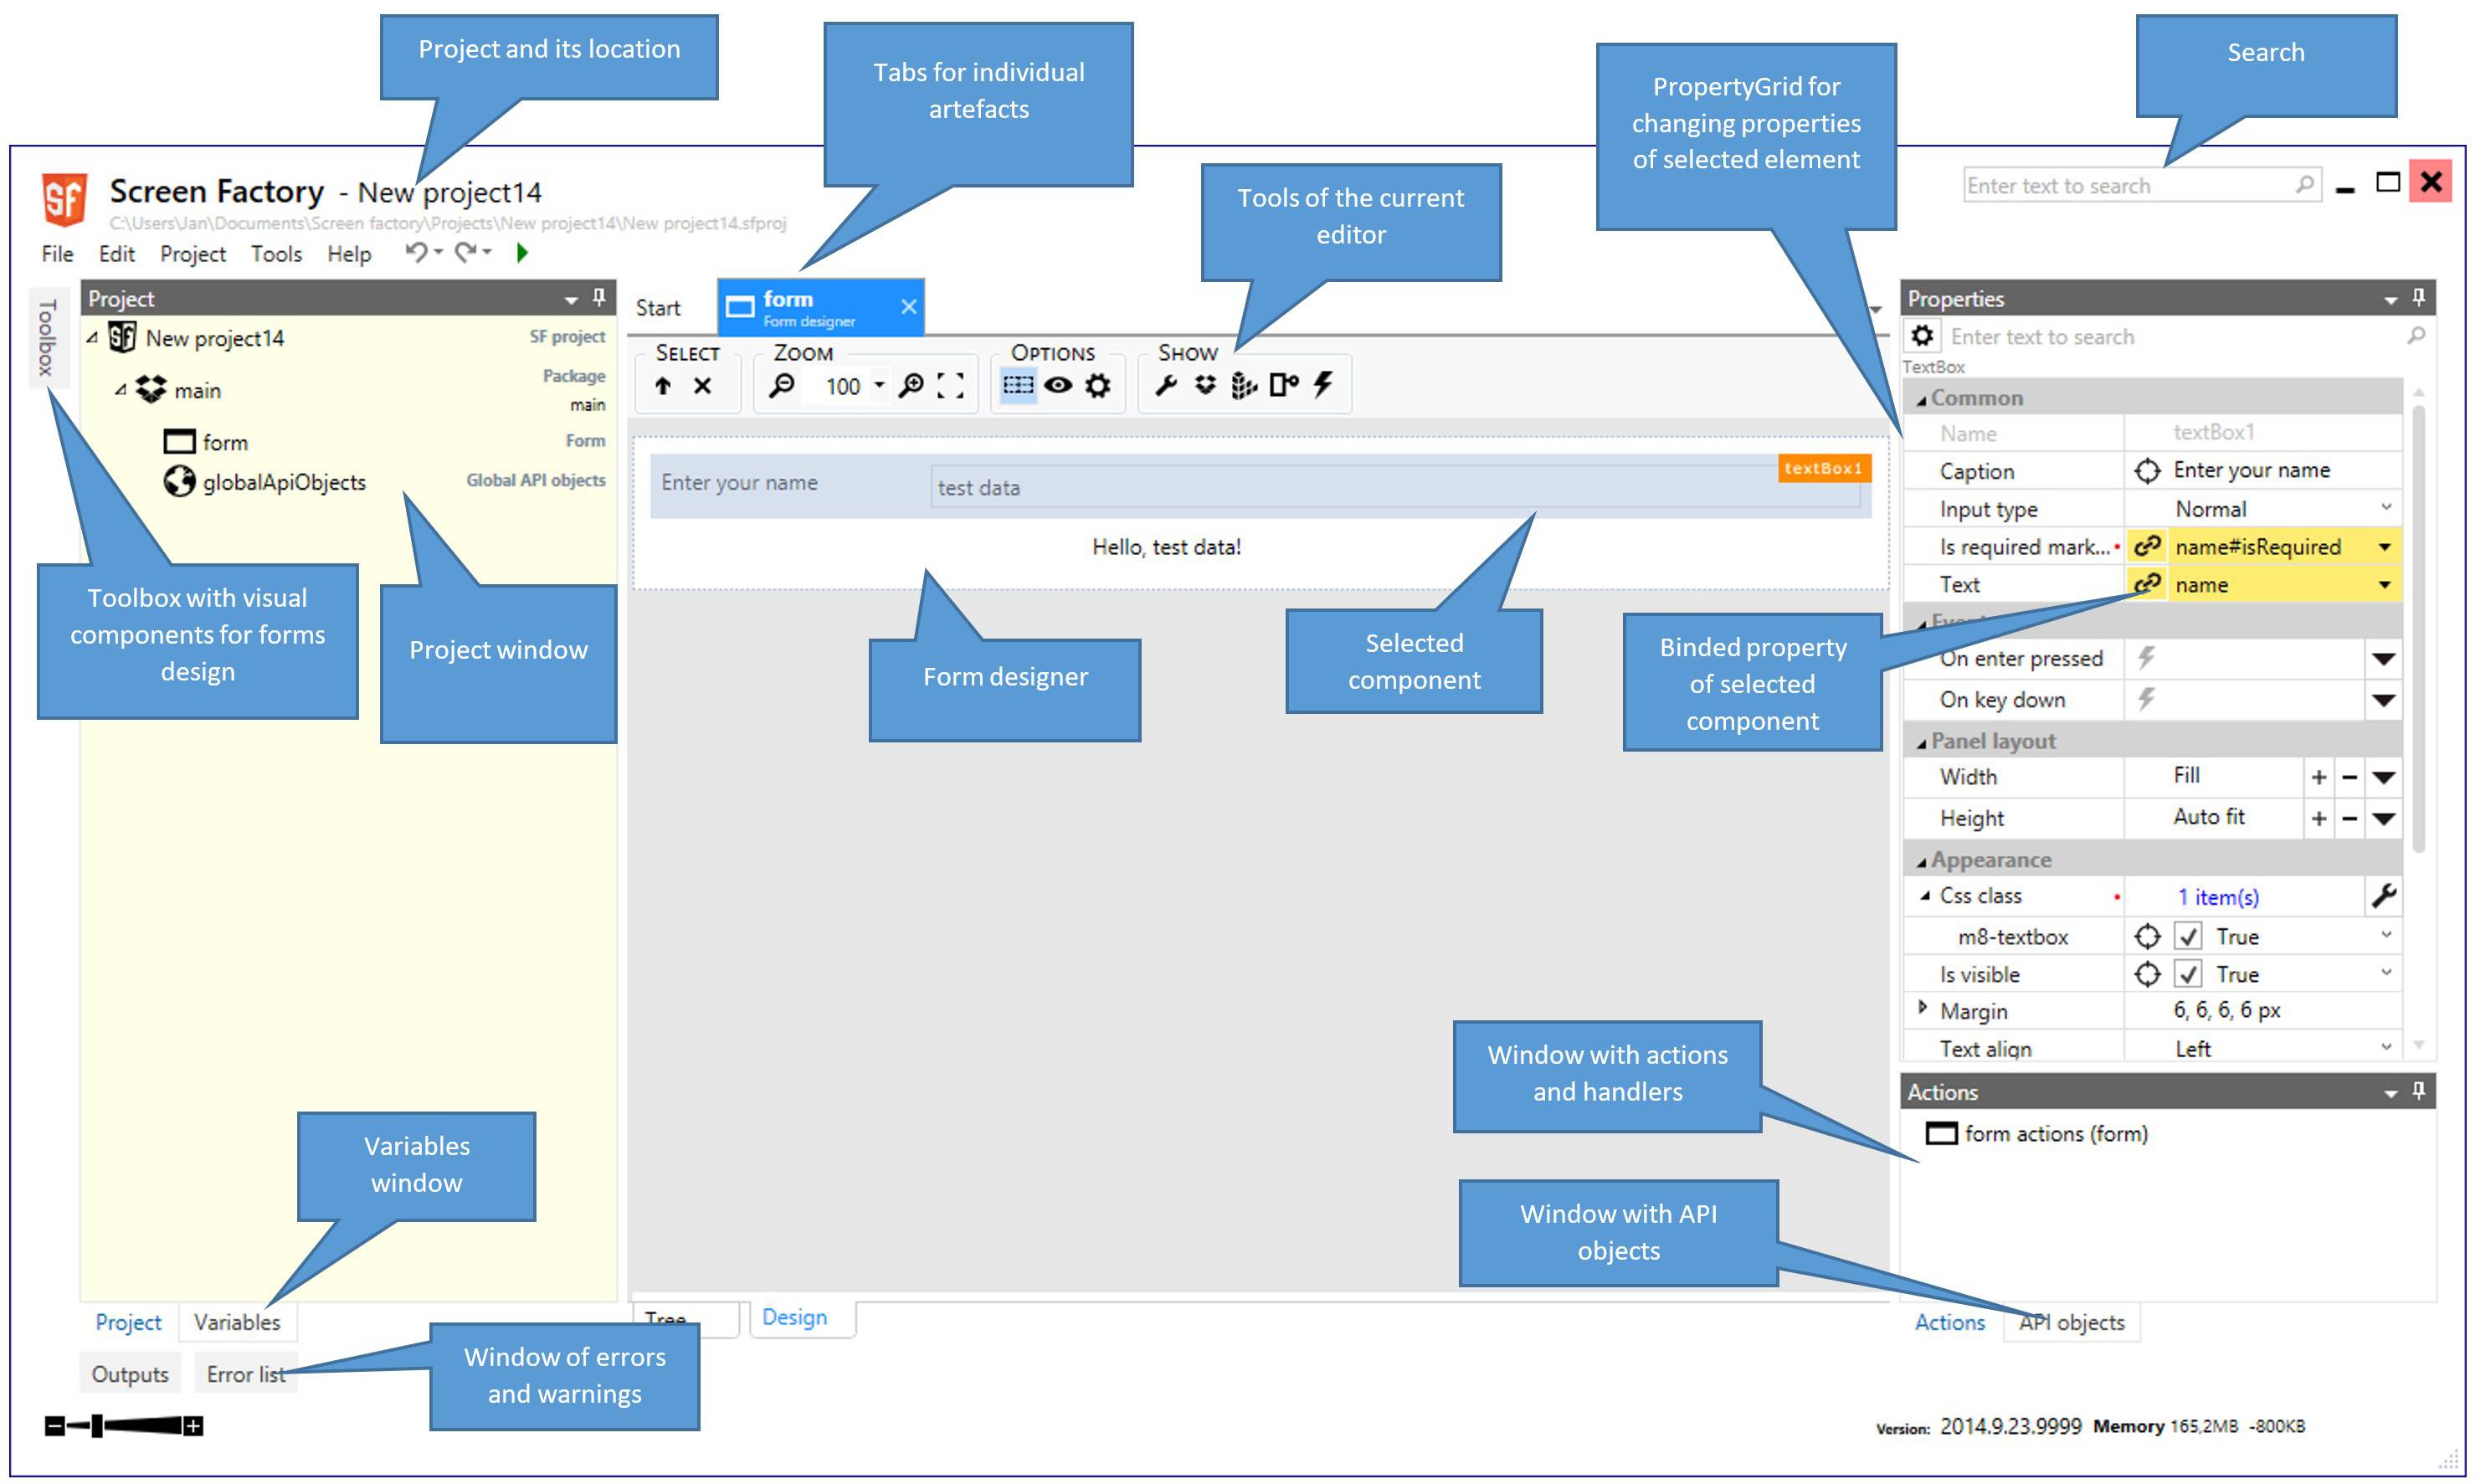 Project and its location
Tabs for individual
artefacts
PropertyGrid for
changing properties
of selected element
Search
Tools of the current
editor
SF
Screen Factory - New project14
C:\Users\Jan\Documents\Screen factory\Projects\New project14\New project14.sfproj
Enter text to search
File Edit Project Tools Help
Toolbox
Project
SF New project14 SF project
main Package
main
form Form
globalApiObjects Global API objects
Start
form
Form designer
SELECT ZOOM OPTIONS SHOW
100
Enter your name
test data
textBox1
Hello, test data!
Toolbox with visual
components for forms
design
Project window
Form designer
Selected
component
Binded property
of selected
component
Properties
Enter text to search
TextBox
Common
Name textBox1
Caption Enter your name
Input type Normal
Is required mark... name#isRequired
Text name
On enter pressed
On key down
Panel layout
Width Fill
Height Auto fit
Appearance
Css class 1 item(s)
m8-textbox True
Is visible True
Margin 6, 6, 6, 6 px
Text align Left
Window with actions
and handlers
Actions
form actions (form)
Window with API
objects
Variables
window
Project Variables
Tree Design
Actions API objects
Outputs Error list
Window of errors
and warnings
Version: 2014.9.23.9999 Memory 165,2MB -800KB